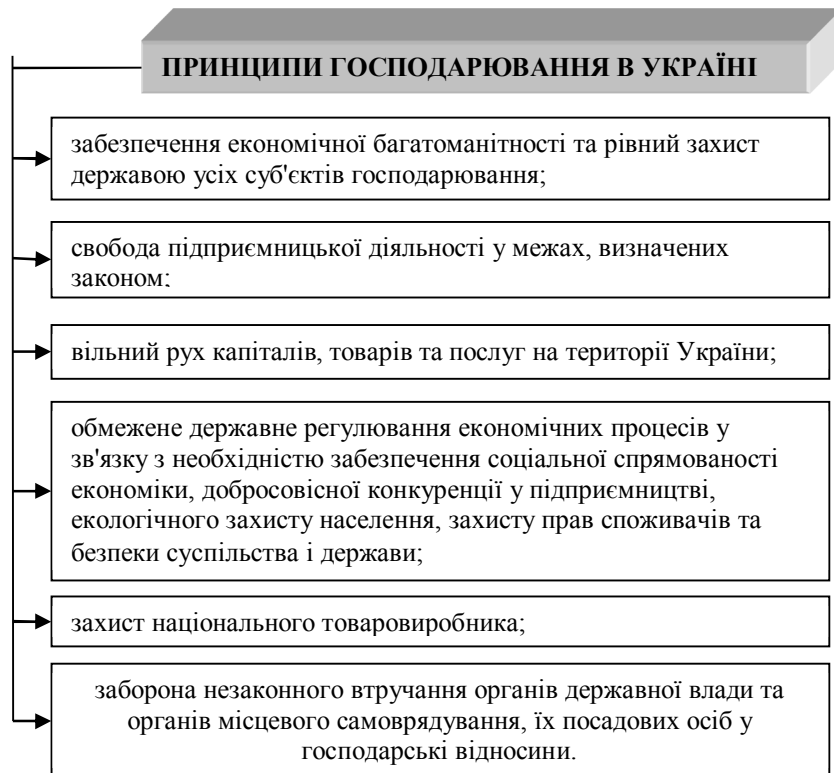 ПРИНЦИПИ ГОСПОДАРЮВАННЯ В УКРАЇНІ
забезпечення економічної багатоманітності та рівний захист
державою усіх суб'єктів господарювання;
свобода підприємницької діяльності у межах, визначених
законом;
вільний рух капіталів, товарів та послуг на території України;
обмежене державне регулювання економічних процесів у
зв'язку з необхідністю забезпечення соціальної спрямованості
економіки, добросовісної конкуренції у підприємництві,
екологічного захисту населення, захисту прав споживачів та
безпеки суспільства і держави;
захист національного товаровиробника;
заборона незаконного втручання органів державної влади та
органів місцевого самоврядування, їх посадових осіб у
господарські відносини.